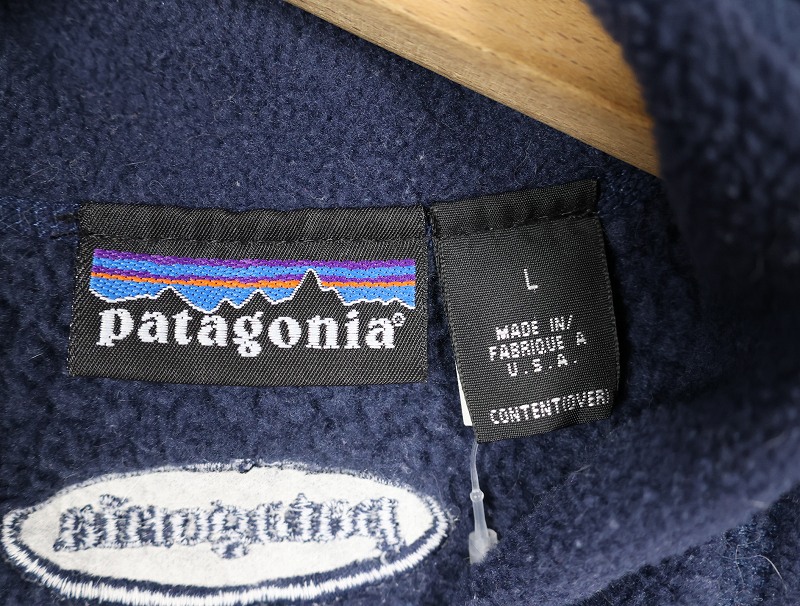 patagonia®
L
MADE IN/
FABRIQUE A
U.S.A.
CONTENT(OVER)